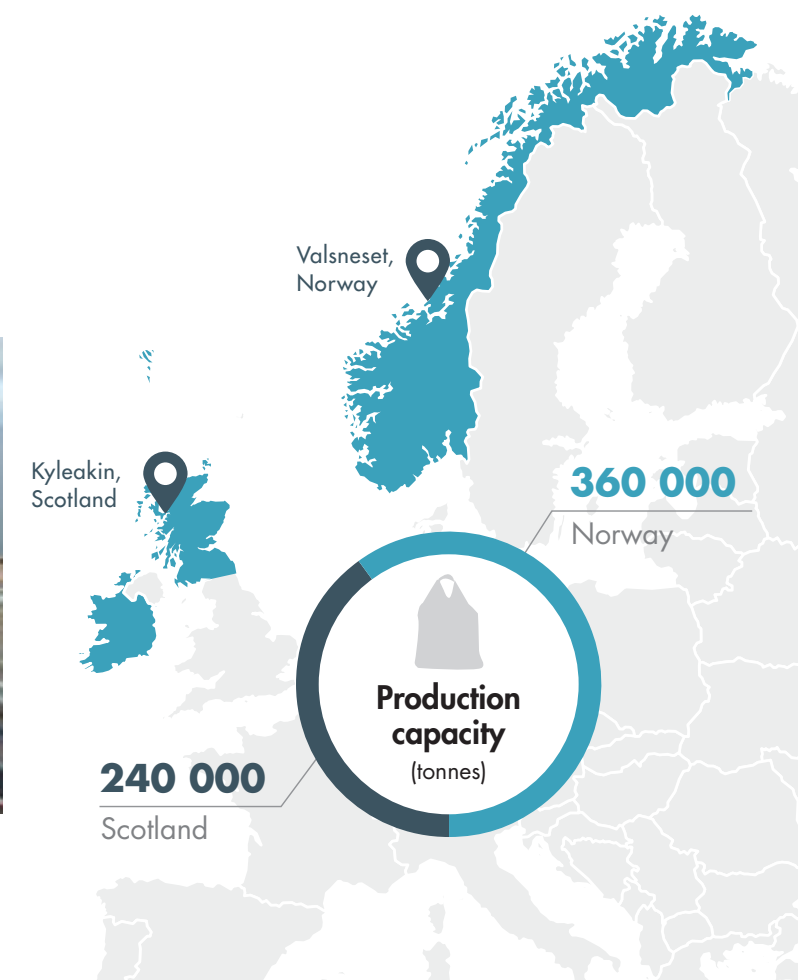 Valsneset,
Norway
Kyleakin,
Scotland
360 000
Norway
Production
capacity
(tonnes)
240 000
Scotland